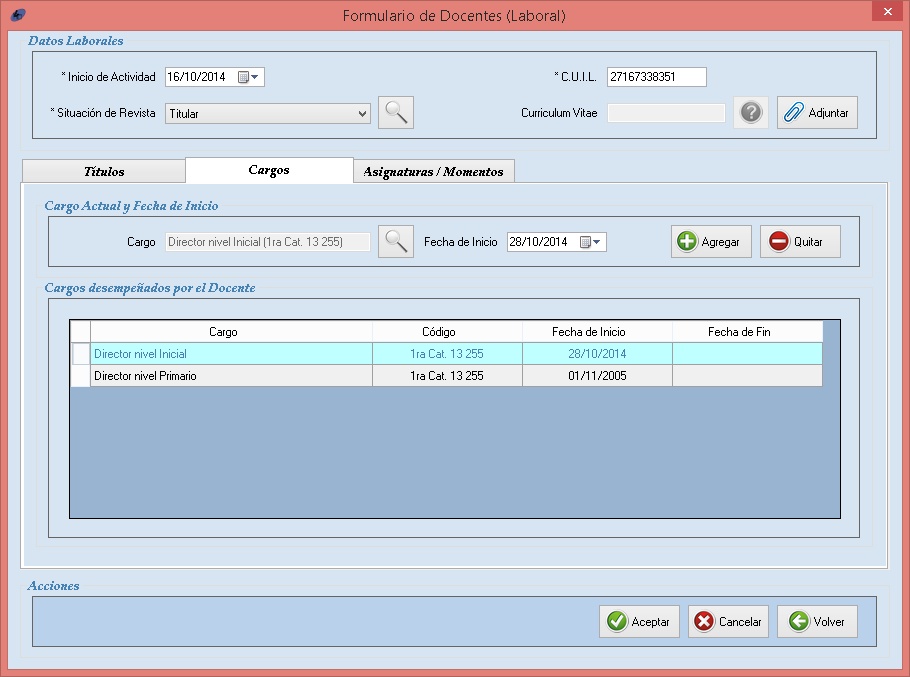 Formulario de Docentes (Laboral)
Datos Laborales
* Inicio de Actividad 16/10/2014 * C.U.I.L. 27167338351
* Situación de Revista Titular Curriculum Vitae ? Adjuntar
Títulos Cargos Asignaturas / Momentos
Cargo Actual y Fecha de Inicio
Cargo Director nivel Inicial (1ra Cat. 13 255) Fecha de Inicio 28/10/2014 Agregar Quitar
Cargos desempeñados por el Docente
Cargo Código Fecha de Inicio Fecha de Fin
Director nivel Inicial 1ra Cat. 13 255 28/10/2014
Director nivel Primario 1ra Cat. 13 255 01/11/2005
Acciones
Aceptar Cancelar Volver